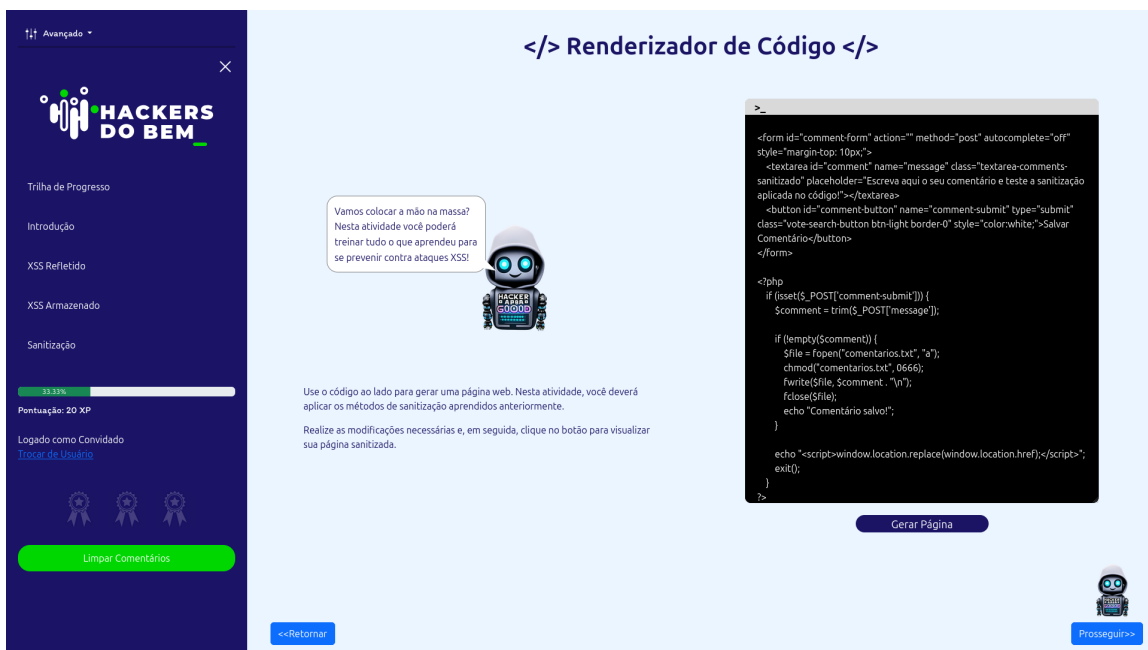 Avançado
HACKERS
DO BEM_
Trilha de Progresso
Introdução
XSS Refletido
XSS Armazenado
Sanitização
33.33%
Pontuação: 20 XP
Logado como Convidado
Trocar de Usuário
Limpar Comentários
</> Renderizador de Código </>
Vamos colocar a mão na massa?
Nesta atividade você poderá
treinar tudo o que aprendeu para
se prevenir contra ataques XSS!
HACKER
GOOD
Use o código ao lado para gerar uma página web. Nesta atividade, você deverá
aplicar os métodos de sanitização aprendidos anteriormente.
Realize as modificações necessárias e, em seguida, clique no botão para visualizar
sua página sanitizada.
>_
<form id="comment-form" action="" method="post" autocomplete="off"
style="margin-top: 10px;">
<textarea id="comment" name="message" class="textarea-comments-
sanitizado" placeholder="Escreva aqui o seu comentário e teste a sanitização
aplicada no código!"></textarea>
<button id="comment-button" name="comment-submit" type="submit"
class="vote-search-button btn-light border-0" style="color:white;">Salvar
Comentário</button>
</form>
<?php
if (isset($_POST['comment-submit'])) {
$comment = trim($_POST['message']);
if (!empty($comment)) {
$file = fopen("comentarios.txt", "a");
chmod("comentarios.txt", 0666);
fwrite($file, $comment . "\n");
fclose($file);
echo "Comentário salvo!";
}
echo "<script>window.location.replace(window.location.href);</script>";
exit();
}
?>
Gerar Página
<<Retornar
Prosseguir>>